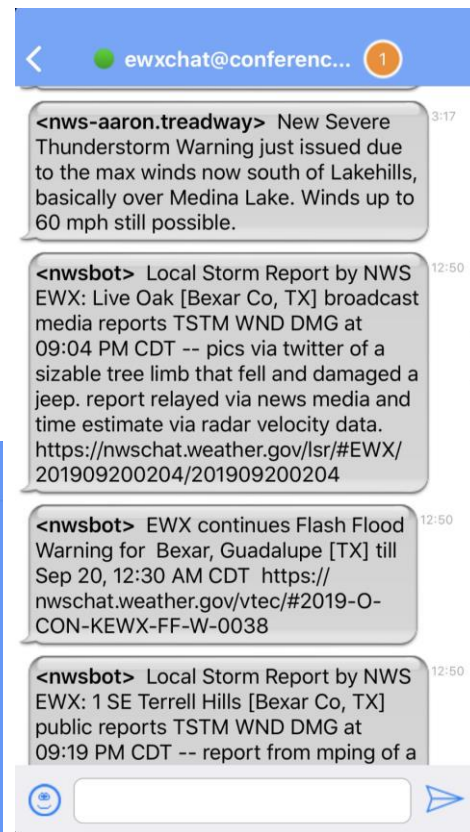 ewxchat@conferenc... 1
<nws-aaron.treadway> New Severe 3:17
Thunderstorm Warning just issued due
to the max winds now south of Lakehills,
basically over Medina Lake. Winds up to
60 mph still possible.
<nwsbot> Local Storm Report by NWS 12:50
EWX: Live Oak [Bexar Co, TX] broadcast
media reports TSTM WND DMG at
09:04 PM CDT -- pics via twitter of a
sizable tree limb that fell and damaged a
jeep. report relayed via news media and
time estimate via radar velocity data.
https://nwschat.weather.gov/lsr/#EWX/
201909200204/201909200204
<nwsbot> EWX continues Flash Flood 12:50
Warning for Bexar, Guadalupe [TX] till
Sep 20, 12:30 AM CDT https://
nwschat.weather.gov/vtec/#2019-O-
CON-KEWX-FF-W-0038
<nwsbot> Local Storm Report by NWS 12:50
EWX: 1 SE Terrell Hills [Bexar Co, TX]
public reports TSTM WND DMG at
09:19 PM CDT -- report from mping of a